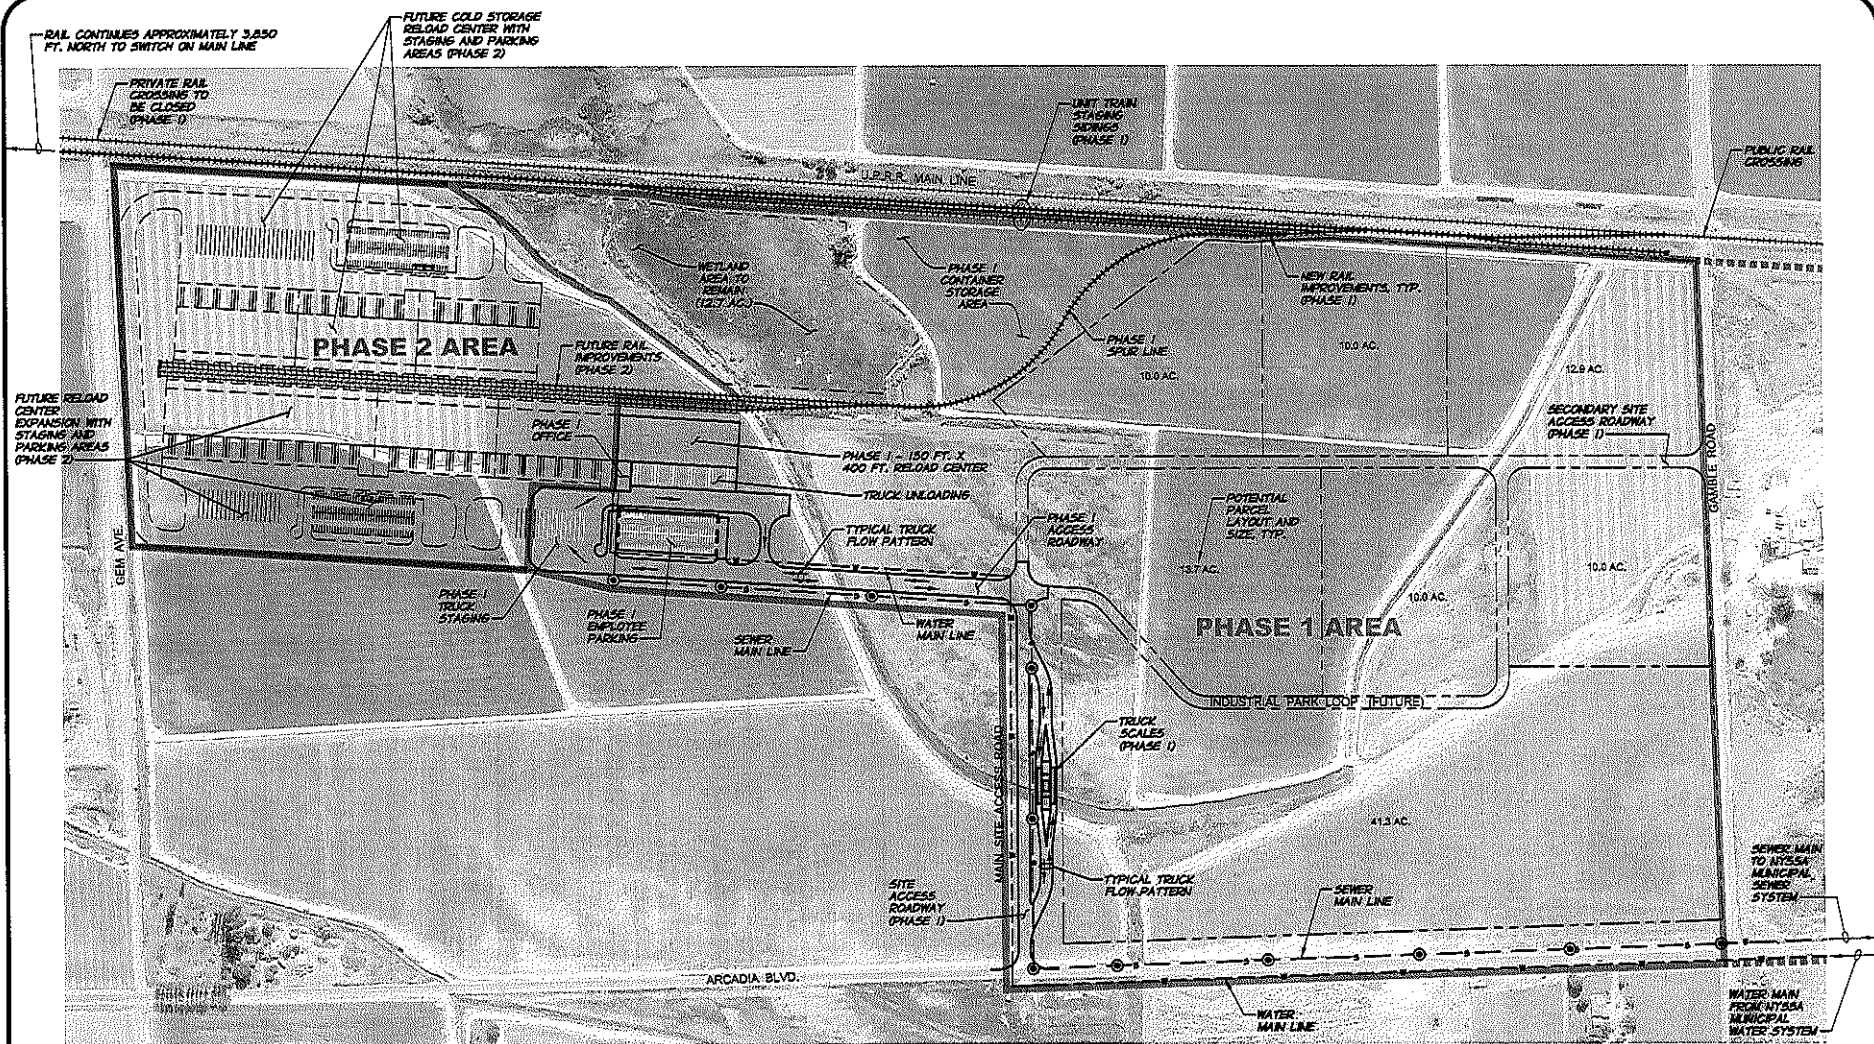 RAIL CONTINUES APPROXIMATELY 3,850
FT. NORTH TO SWITCH ON MAIN LINE
FUTURE COLD STORAGE
RELOAD CENTER WITH
STAGING AND PARKING
AREAS (PHASE 2)
PRIVATE RAIL
CROSSING TO
BE CLOSED
(PHASE 1)
UNIT TRAIN
STAGING
SIDINGS
(PHASE 1)
PUBLIC RAIL
CROSSING
U.P.R.R. MAIN LINE
WETLAND
AREA TO
REMAIN
(12.7 AC.)
PHASE 1
CONTAINER
STORAGE
AREA
NEW RAIL
IMPROVEMENTS, TYP.
(PHASE 1)
PHASE 2 AREA
FUTURE RAIL
IMPROVEMENTS
(PHASE 2)
PHASE 1
SPUR LINE
10.0 AC.
10.0 AC.
12.9 AC.
FUTURE RELOAD
CENTER
EXPANSION WITH
STAGING AND
PARKING AREAS
(PHASE 2)
PHASE 1
OFFICE
PHASE 1 - 150 FT. X
400 FT. RELOAD CENTER
TRUCK UNLOADING
SECONDARY SITE
ACCESS ROADWAY
(PHASE 1)
GAMBLE ROAD
GEM AVE.
TYPICAL TRUCK
FLOW PATTERN
PHASE 1
ACCESS
ROADWAY
POTENTIAL
PARCEL
LAYOUT AND
SIZE, TYP.
13.7 AC.
10.0 AC.
10.0 AC.
PHASE 1
TRUCK
STAGING
PHASE 1
EMPLOYEE
PARKING
SEWER
MAIN LINE
WATER
MAIN LINE
PHASE 1 AREA
INDUSTRIAL PARK LOOP (FUTURE)
MAIN SITE ACCESS ROAD
TRUCK
SCALES
(PHASE 1)
41.3 AC.
SITE
ACCESS
ROADWAY
(PHASE 1)
TYPICAL TRUCK
FLOW PATTERN
SEWER
MAIN LINE
SEWER MAIN
TO NYSSA
MUNICIPAL
SEWER
SYSTEM
ARCADIA BLVD.
WATER
MAIN LINE
WATER MAIN
FROM NYSSA
MUNICIPAL
WATER SYSTEM